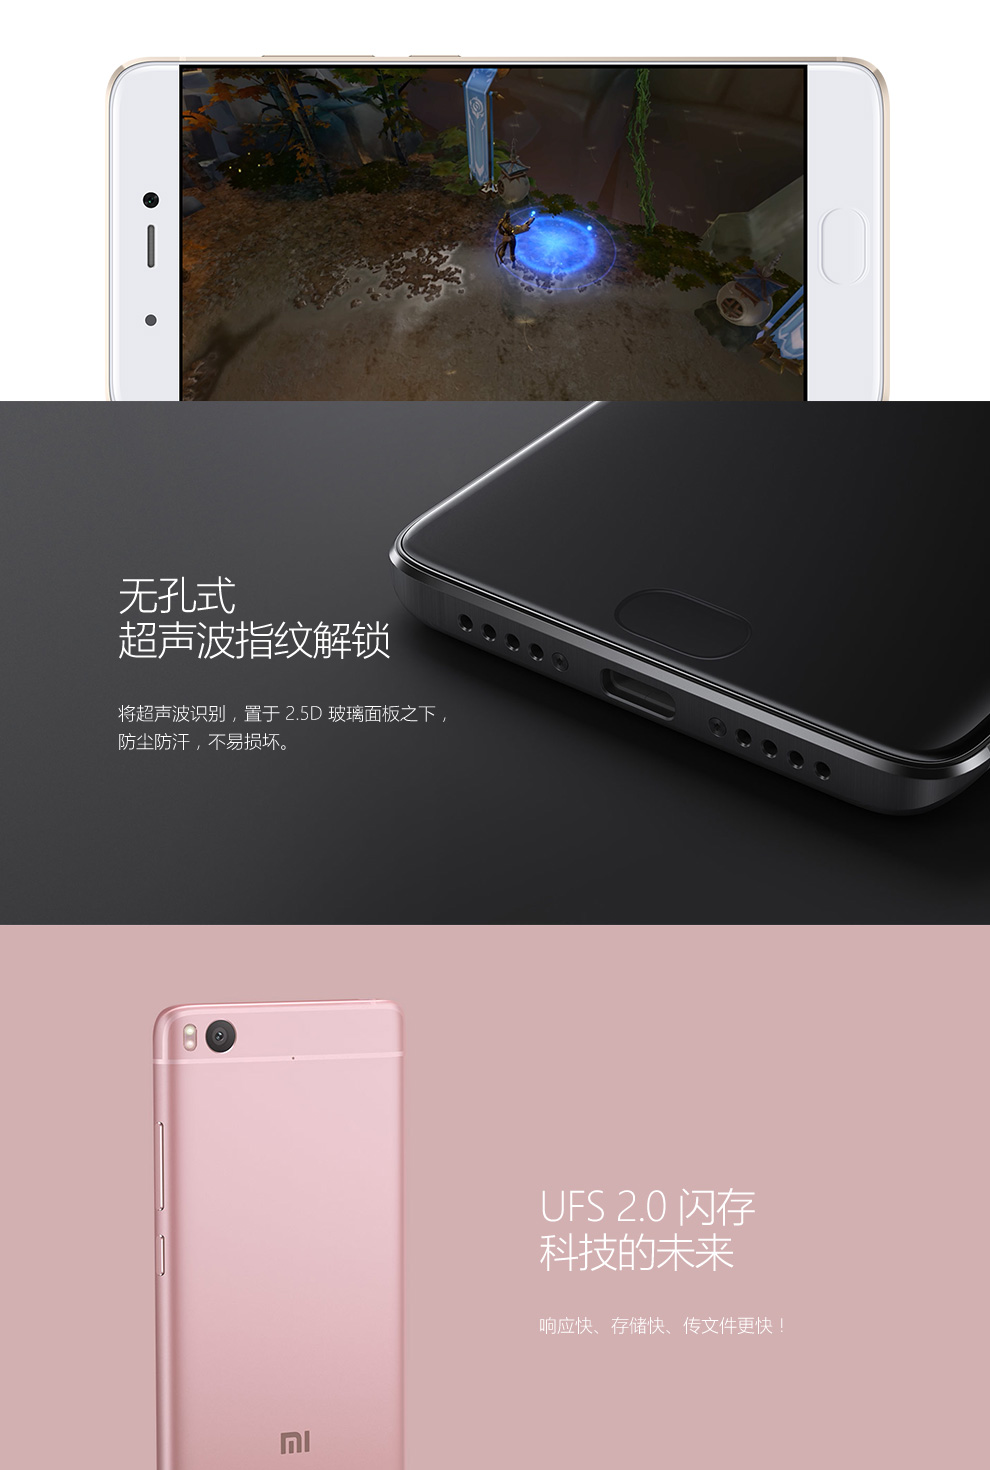 无孔式
超声波指纹解锁
将超声波识别，置于 2.5D 玻璃面板之下，
防尘防汗，不易损坏。
UFS 2.0 闪存
科技的未来
响应快、存储快、传文件更快！
MI